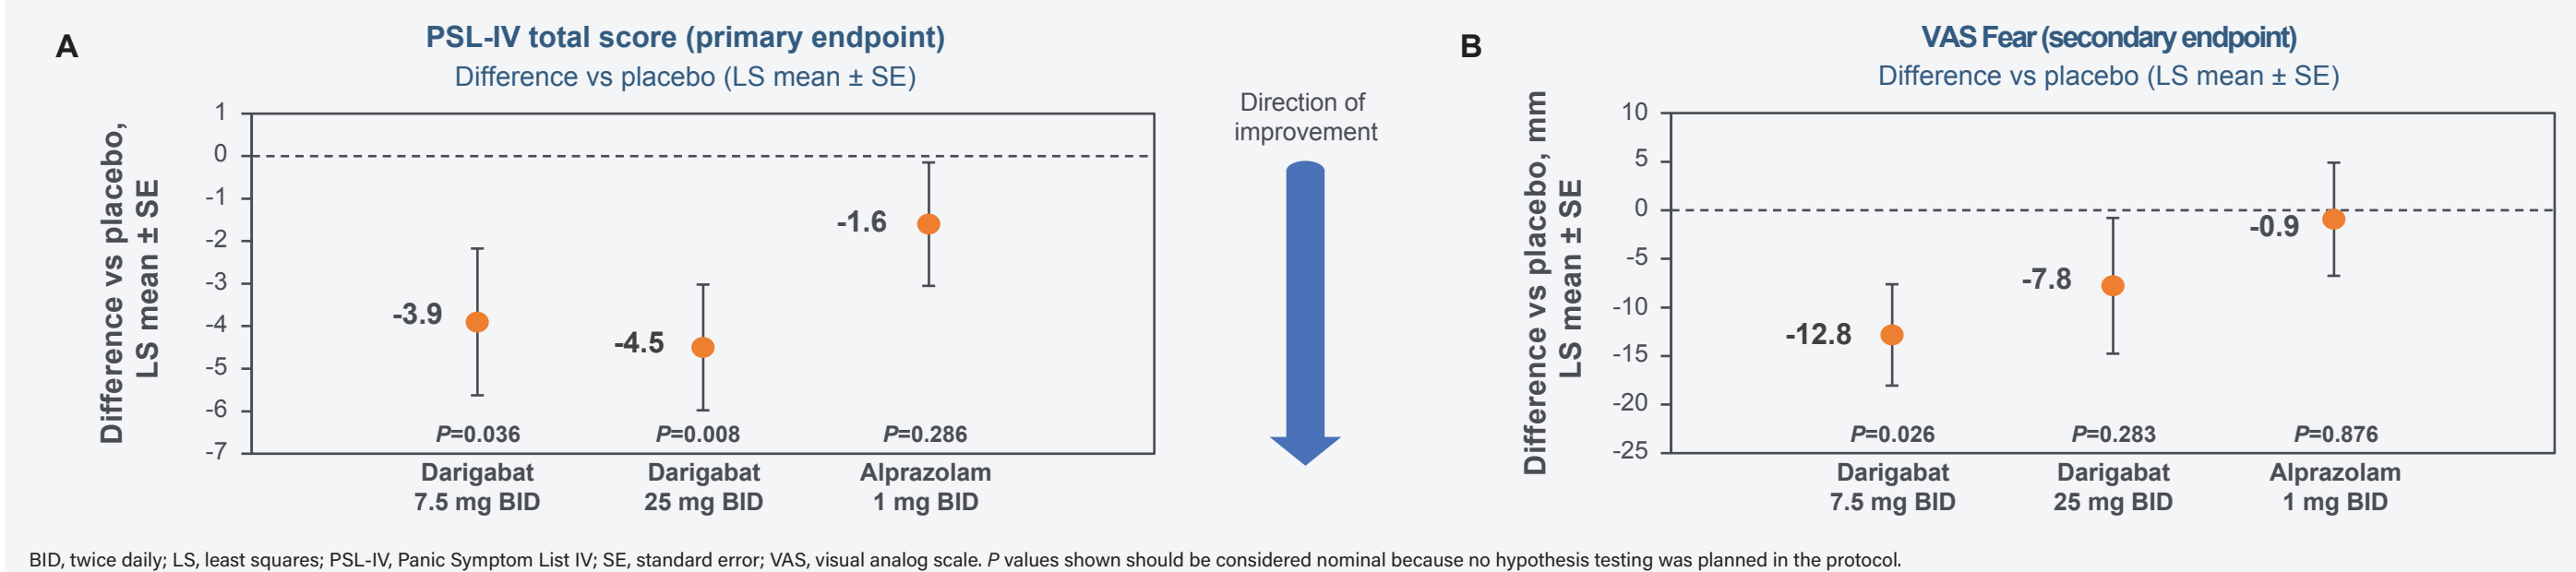 A
PSL-IV total score (primary endpoint)
Difference vs placebo (LS mean ± SE)
Difference vs placebo,
LS mean ± SE
1
0
-1
-2
-3
-4
-5
-6
-7
-3.9
-4.5
-1.6
P=0.036
P=0.008
P=0.286
Darigabat
7.5 mg BID
Darigabat
25 mg BID
Alprazolam
1 mg BID
Direction of
improvement
B
VAS Fear (secondary endpoint)
Difference vs placebo (LS mean ± SE)
Difference vs placebo, mm
LS mean ± SE
10
5
0
-5
-10
-15
-20
-25
-12.8
-7.8
-0.9
P=0.026
P=0.283
P=0.876
Darigabat
7.5 mg BID
Darigabat
25 mg BID
Alprazolam
1 mg BID
BID, twice daily; LS, least squares; PSL-IV, Panic Symptom List IV; SE, standard error; VAS, visual analog scale. P values shown should be considered nominal because no hypothesis testing was planned in the protocol.